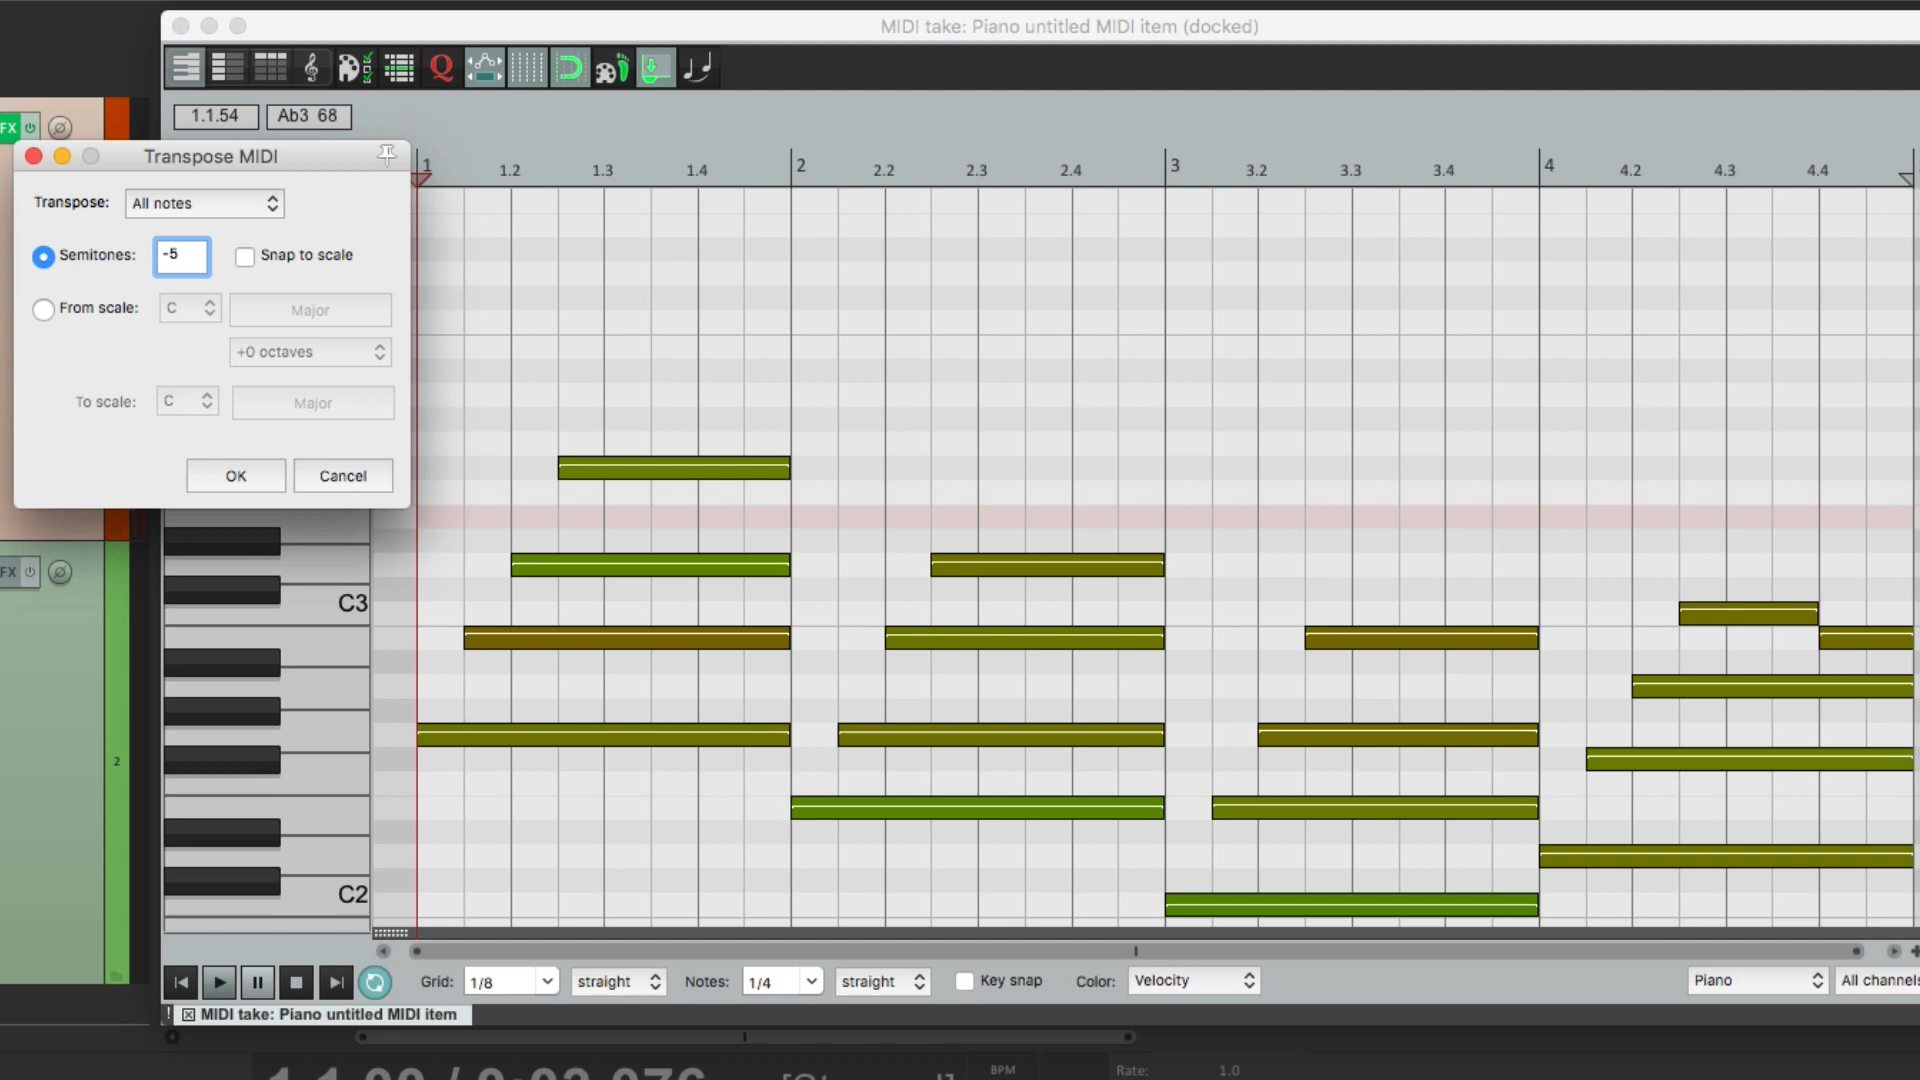 MIDI take: Piano untitled MIDI item (docked)
Q
1.1.54
Ab3 68
FX
Transpose MIDI
1 1.2 1.3 1.4 2 2.2 2.3 2.4 3 3.2 3.3 3.4 4 4.2 4.3 4.4
Transpose: All notes
Semitones: -5 Snap to scale
From scale: C Major
+0 octaves
To scale: C Major
OK Cancel
FX
C3
2
C2
Grid: 1/8 straight Notes: 1/4 straight Key snap Color: Velocity Piano All channels
! MIDI take: Piano untitled MIDI item
BPM
Rate: 1.0